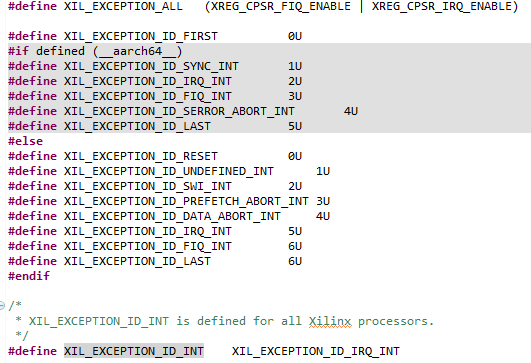 #define XIL_EXCEPTION_ALL (XREG_CPSR_FIQ_ENABLE | XREG_CPSR_IRQ_ENABLE)
#define XIL_EXCEPTION_ID_FIRST 0U
#if defined (__aarch64__)
#define XIL_EXCEPTION_ID_SYNC_INT 1U
#define XIL_EXCEPTION_ID_IRQ_INT 2U
#define XIL_EXCEPTION_ID_FIQ_INT 3U
#define XIL_EXCEPTION_ID_SERROR_ABORT_INT 4U
#define XIL_EXCEPTION_ID_LAST 5U
#else
#define XIL_EXCEPTION_ID_RESET 0U
#define XIL_EXCEPTION_ID_UNDEFINED_INT 1U
#define XIL_EXCEPTION_ID_SWI_INT 2U
#define XIL_EXCEPTION_ID_PREFETCH_ABORT_INT 3U
#define XIL_EXCEPTION_ID_DATA_ABORT_INT 4U
#define XIL_EXCEPTION_ID_IRQ_INT 5U
#define XIL_EXCEPTION_ID_FIQ_INT 6U
#define XIL_EXCEPTION_ID_LAST 6U
#endif
/*
* XIL_EXCEPTION_ID_INT is defined for all Xilinx processors.
*/
#define XIL_EXCEPTION_ID_INT XIL_EXCEPTION_ID_IRQ_INT